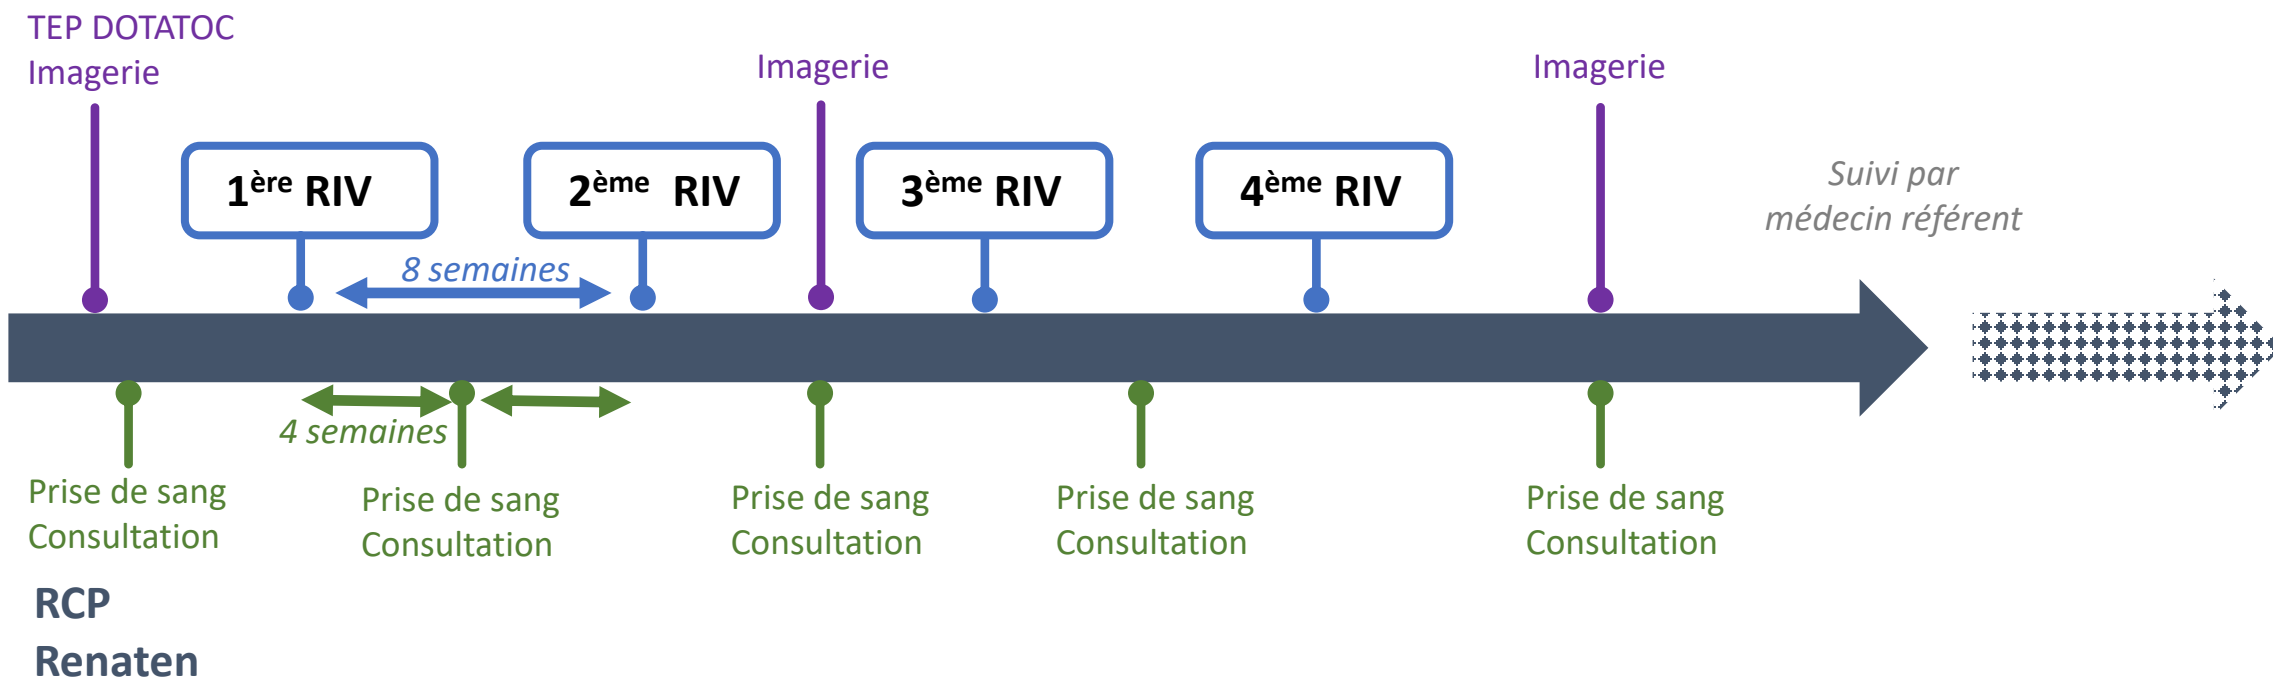 TEP DOTATOC
Imagerie
Imagerie
Imagerie
1ère RIV
2ème RIV
3ème RIV
4ème RIV
Suivi par
médecin référent
8 semaines
4 semaines
Prise de sang
Consultation
Prise de sang
Consultation
Prise de sang
Consultation
Prise de sang
Consultation
Prise de sang
Consultation
RCP
Renaten